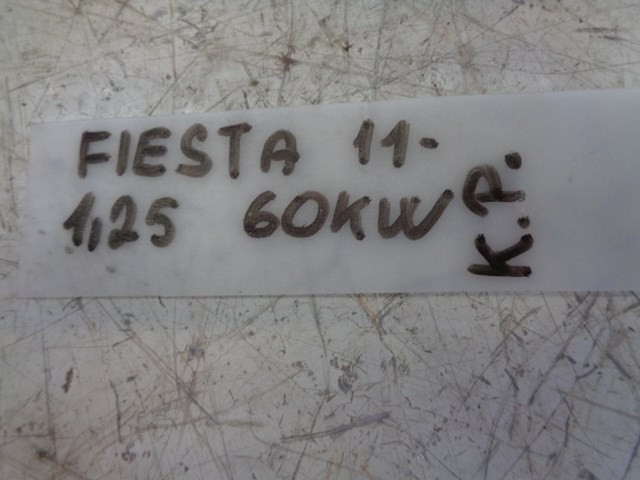 FIESTA 11-
1,25 60KW
K.P.